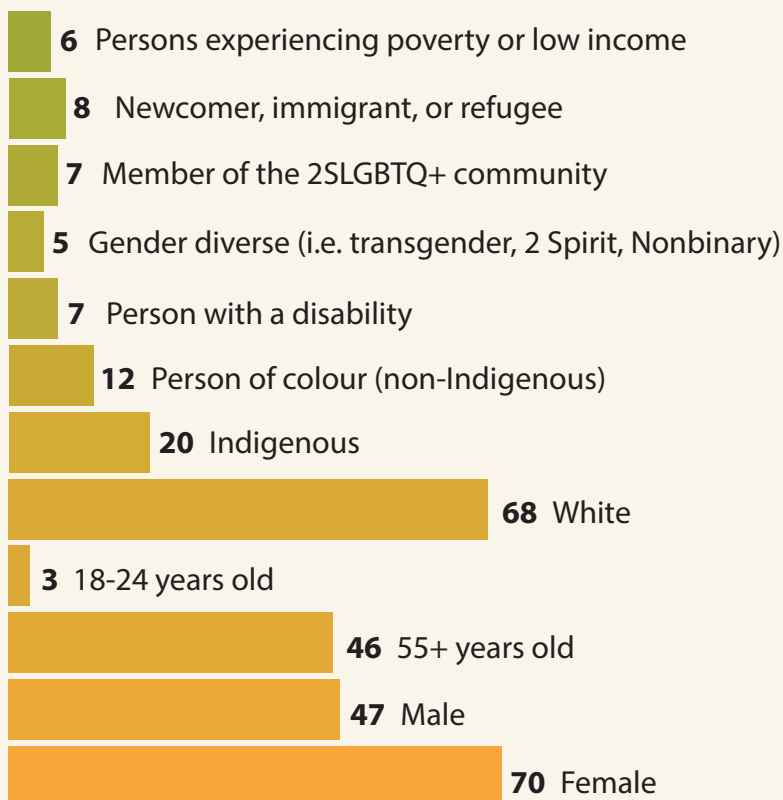 6 Persons experiencing poverty or low income
8 Newcomer, immigrant, or refugee
7 Member of the 2SLGBTQ+ community
5 Gender diverse (i.e. transgender, 2 Spirit, Nonbinary)
7 Person with a disability
12 Person of colour (non-Indigenous)
20 Indigenous
68 White
3 18-24 years old
46 55+ years old
47 Male
70 Female